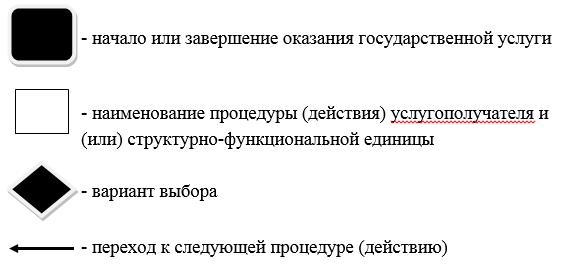 - начало или завершение оказания государственной услуги
- наименование процедуры (действия) услугополучателя и
(или) структурно-функциональной единицы
- вариант выбора
- переход к следующей процедуре (действию)